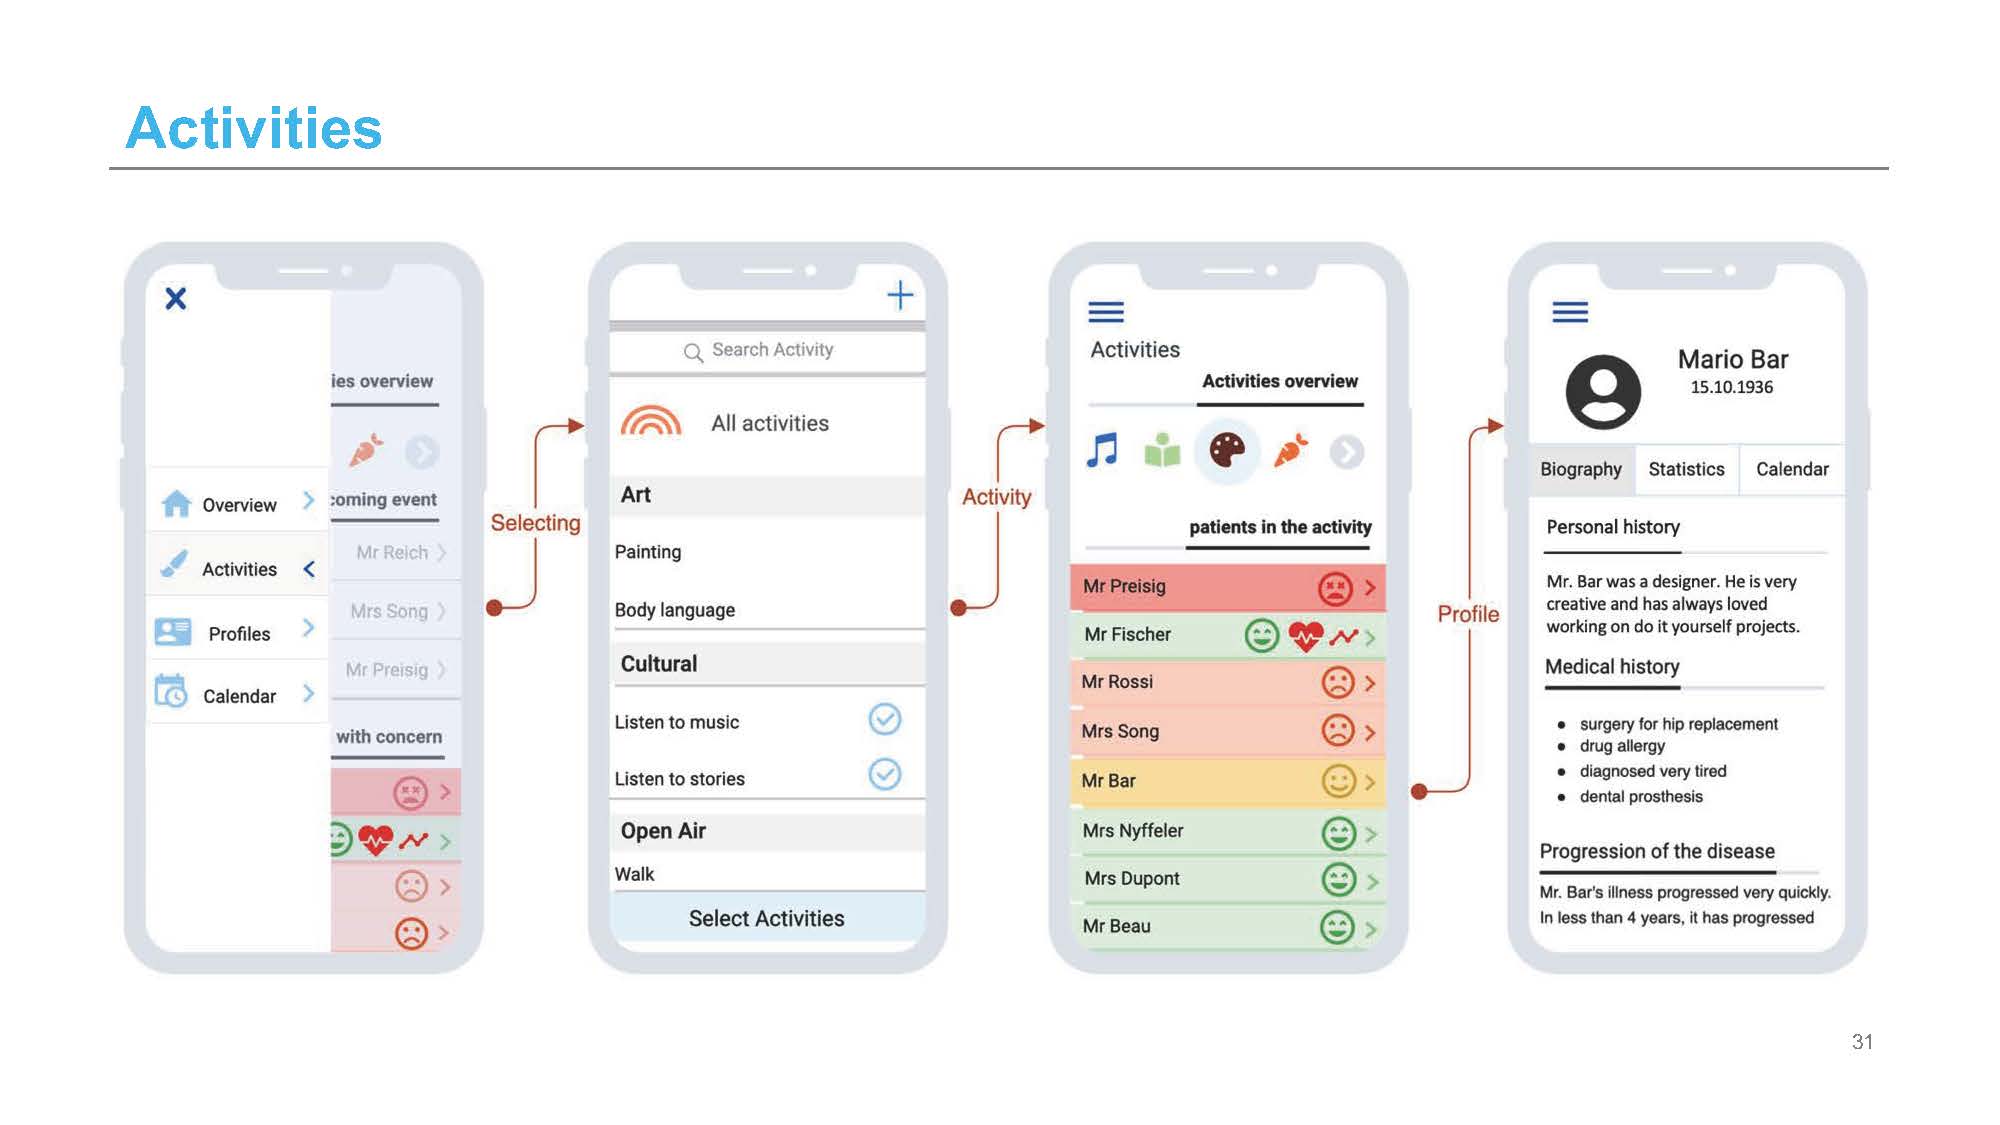 Activities
ies overview
coming event
Overview
Mr Reich
Activities
Mrs Song
Profiles
Mr Preisig
Calendar
with concern
Selecting
Search Activity
All activities
Art
Painting
Body language
Cultural
Listen to music
Listen to stories
Open Air
Walk
Select Activities
Activity
Activities
Activities overview
patients in the activity
Mr Preisig
Mr Fischer
Mr Rossi
Mrs Song
Mr Bar
Mrs Nyffeler
Mrs Dupont
Mr Beau
Profile
Mario Bar
15.10.1936
Biography Statistics Calendar
Personal history
Mr. Bar was a designer. He is very
creative and has always loved
working on do it yourself projects.
Medical history
• surgery for hip replacement
• drug allergy
• diagnosed very tired
• dental prosthesis
Progression of the disease
Mr. Bar's illness progressed very quickly.
In less than 4 years, it has progressed
31